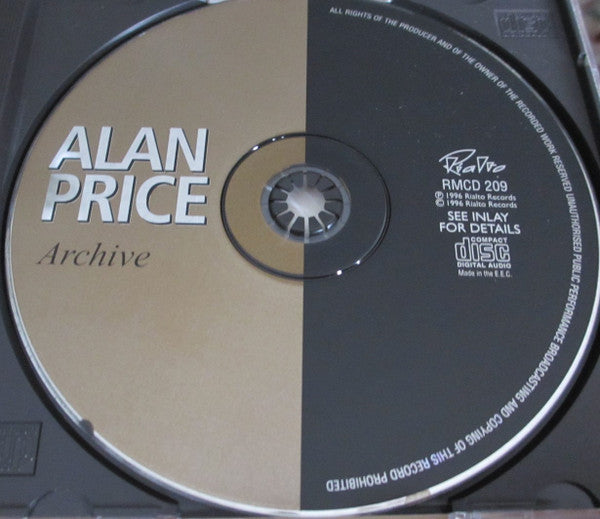 ALAN
PRICE
Archive
ALL RIGHTS OF THE PRODUCER AND OF THE OWNER OF THE RECORDED WORK RESERVED UNAUTHORISED PUBLIC PERFORMANCE BROADCASTING AND COPYING OF THIS RECORD PROHIBITED
Rialto
RMCD 209
℗ 1996 Rialto Records
© 1996 Rialto Records
SEE INLAY
FOR DETAILS
COMPACT
disc
DIGITAL AUDIO
Made in the E.E.C.